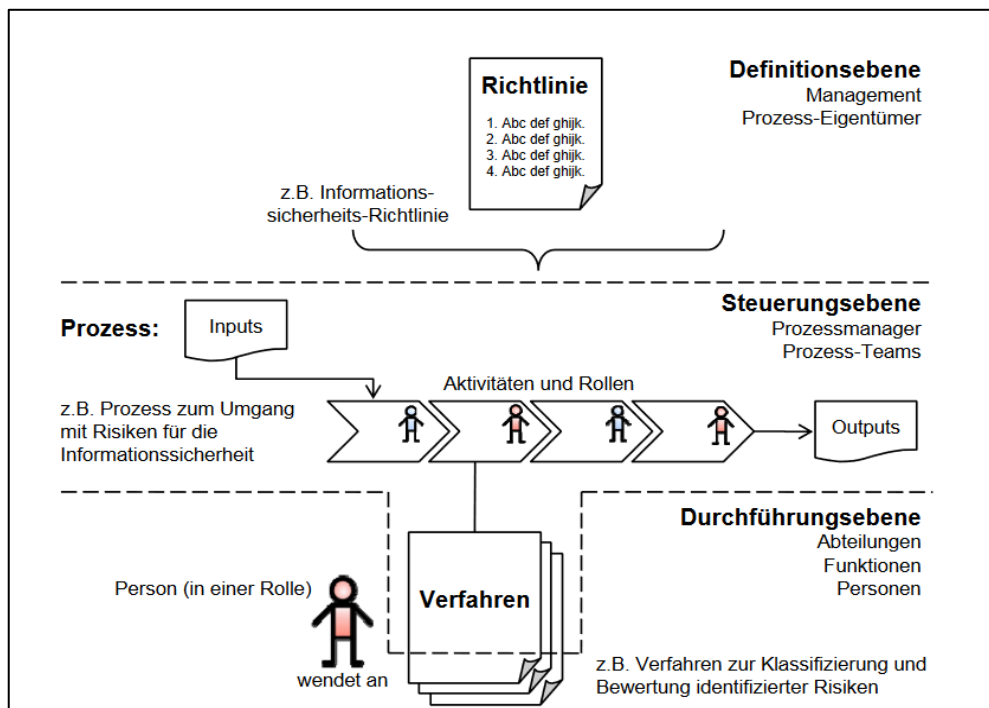 Richtlinie
1. Abc def ghijk.
2. Abc def ghijk.
3. Abc def ghijk.
4. Abc def ghijk.
Definitionsebene
Management
Prozess-Eigentümer
z.B. Informations-
sicherheits-Richtlinie
Steuerungsebene
Prozessmanager
Prozess-Teams
Prozess:
Inputs
Aktivitäten und Rollen
z.B. Prozess zum Umgang
mit Risiken für die
Informationssicherheit
Outputs
Durchführungsebene
Abteilungen
Funktionen
Personen
Person (in einer Rolle)
wendet an
Verfahren
z.B. Verfahren zur Klassifizierung und
Bewertung identifizierter Risiken